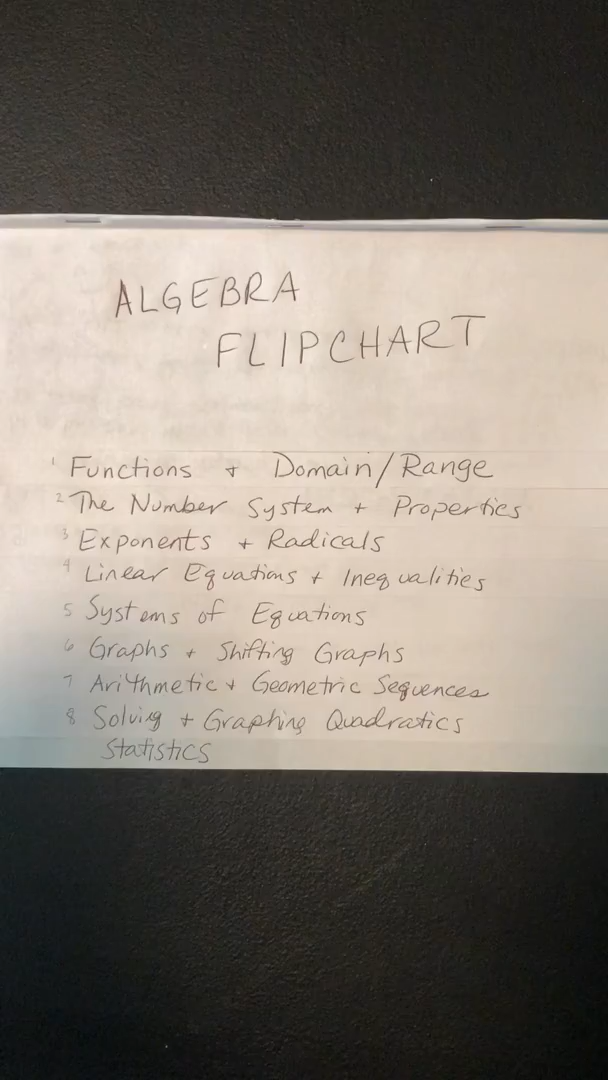 ALGEBRA
FLIPCHART
1 Functions + Domain/Range
2 The Number System + Properties
3 Exponents + Radicals
4 Linear Equations + Inequalities
5 Systems of Equations
6 Graphs + Shifting Graphs
7 Arithmetic + Geometric Sequences
8 Solving + Graphing Quadratics
Statistics